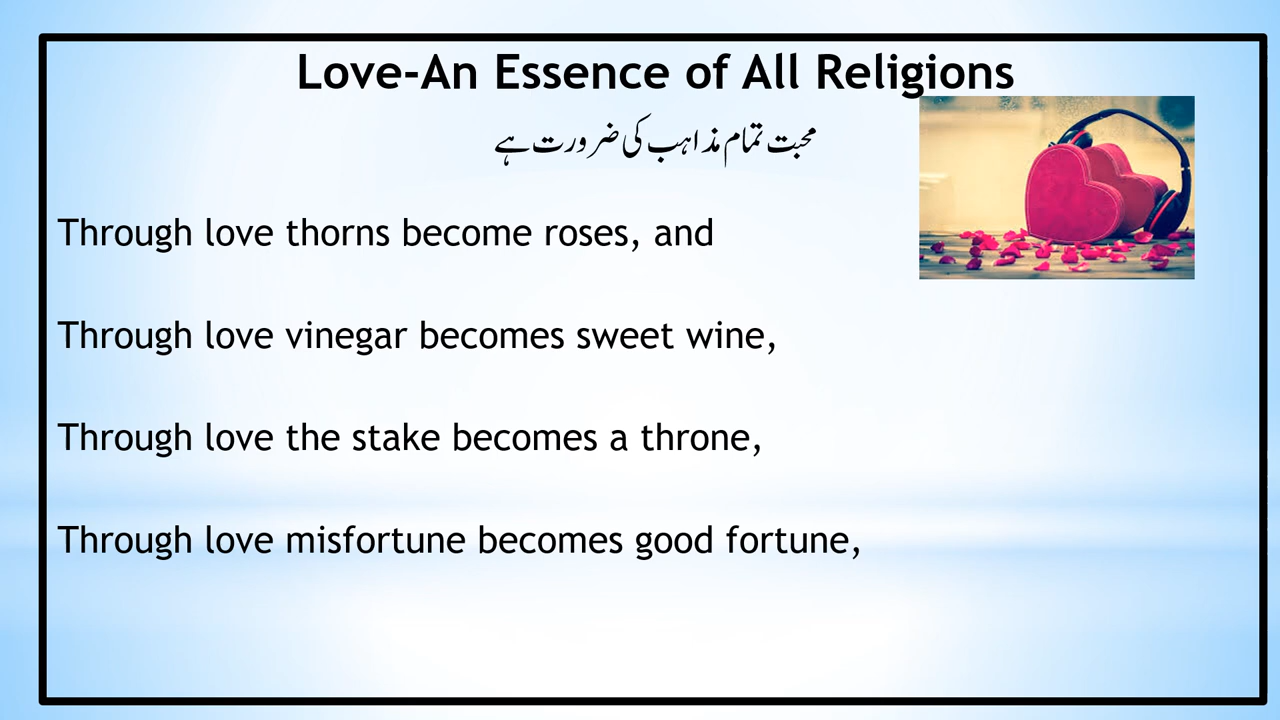 Love-An Essence of All Religions
محبت تمام مذاہب کی ضرورت ہے
Through love thorns become roses, and
Through love vinegar becomes sweet wine,
Through love the stake becomes a throne,
Through love misfortune becomes good fortune,